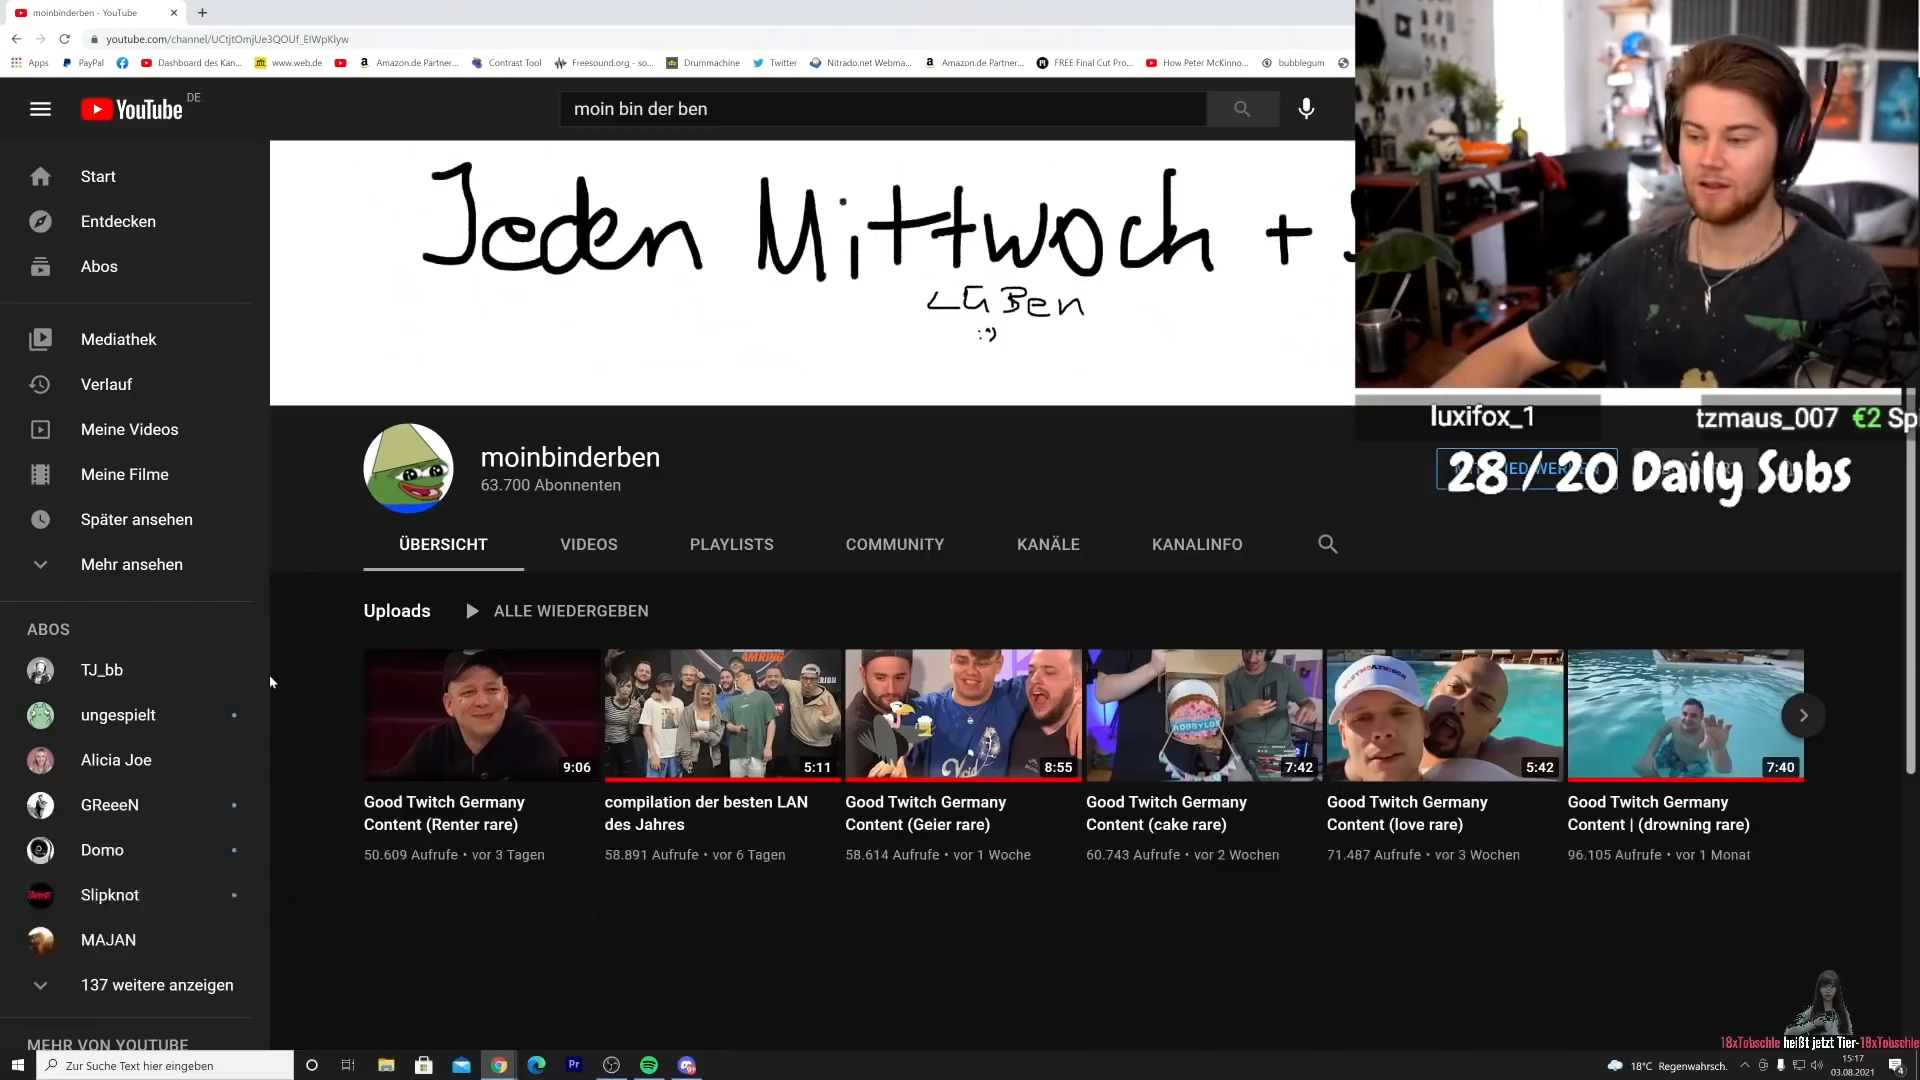 moinbinderben - YouTube
youtube.com/channel/UCtjtOmjUe3QOUf_EIWpKlyw
Apps PayPal Dashboard des Kan... www.web.de Amazon.de Partner... Contrast Tool Freesound.org - so... Drummachine Twitter Nitrado.net Webma... Amazon.de Partner... FREE Final Cut Pro... How Peter McKinno... bubblegum
YouTube DE
moin bin der ben
Start
Entdecken
Abos
Mediathek
Verlauf
Meine Videos
Meine Filme
Später ansehen
Mehr ansehen
ABOS
TJ_bb
ungespielt
Alicia Joe
GReeeN
Domo
Slipknot
MAJAN
137 weitere anzeigen
MEHR VON YOUTUBE
Jeden Mittwoch +
LG Ben
:')
luxifox_1
tzmaus_007 €2 Sp
28 / 20 Daily Subs
moinbinderben
63.700 Abonnenten
ÜBERSICHT VIDEOS PLAYLISTS COMMUNITY KANÄLE KANALINFO
Uploads ALLE WIEDERGEBEN
9:06
5:11
8:55
7:42
5:42
7:40
Good Twitch Germany
Content (Renter rare)
50.609 Aufrufe • vor 3 Tagen
compilation der besten LAN
des Jahres
58.891 Aufrufe • vor 6 Tagen
Good Twitch Germany
Content (Geier rare)
58.614 Aufrufe • vor 1 Woche
Good Twitch Germany
Content (cake rare)
60.743 Aufrufe • vor 2 Wochen
Good Twitch Germany
Content (love rare)
71.487 Aufrufe • vor 3 Wochen
Good Twitch Germany
Content | (drowning rare)
96.105 Aufrufe • vor 1 Monat
18xTobschle heißt jetzt Tier-18xTobschle
Zur Suche Text hier eingeben
18°C Regenwahrsch.
15:17
03.08.2021